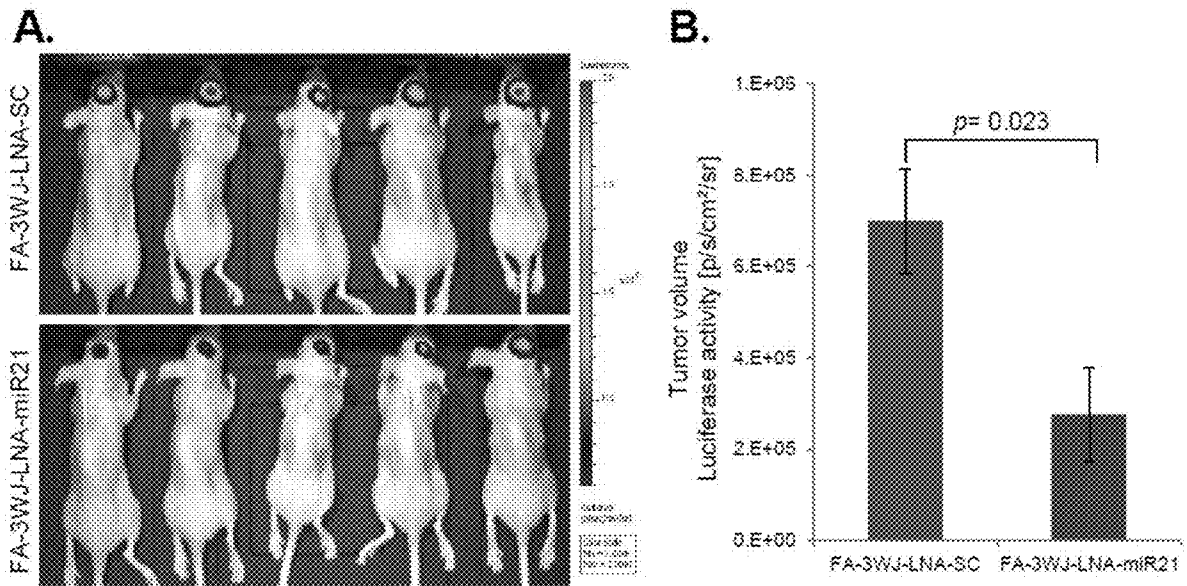 A.
FA-3WJ-LNA-SC
FA-3WJ-LNA-miR21
B.
Tumor volume
Luciferase activity [p/s/cm²/sr]
1.E+06
8.E+05
6.E+05
4.E+05
2.E+05
0.E+00
p= 0.023
FA-3WJ-LNA-SC
FA-3WJ-LNA-miR21